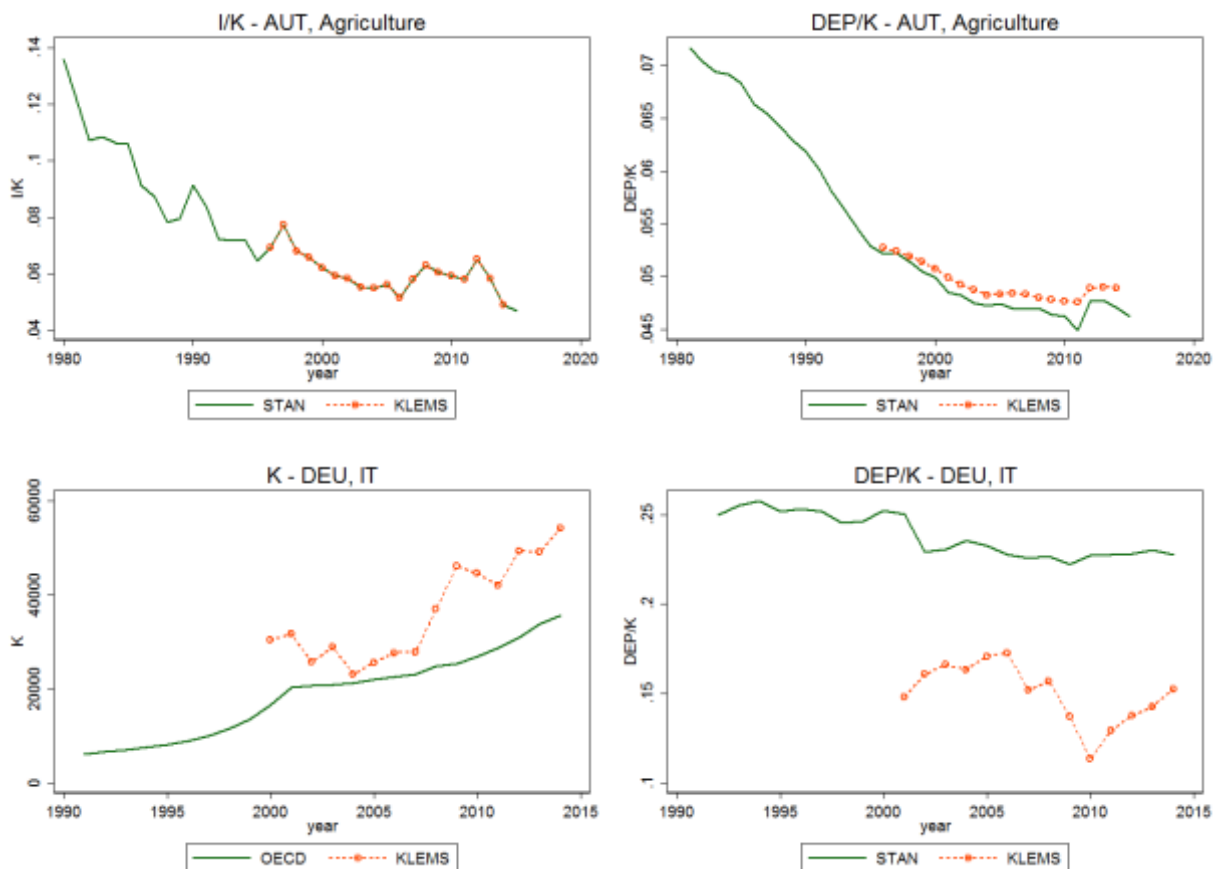 I/K - AUT, Agriculture
I/K
.14
.12
.1
.08
.06
.04
1980 1990 2000 2010 2020
year
STAN KLEMS
DEP/K - AUT, Agriculture
DEP/K
.07
.065
.06
.055
.05
.045
1980 1990 2000 2010 2020
year
STAN KLEMS
K - DEU, IT
K
60000
40000
20000
0
1990 1995 2000 2005 2010 2015
year
OECD KLEMS
DEP/K - DEU, IT
DEP/K
.25
.2
.15
.1
1990 1995 2000 2005 2010 2015
year
STAN KLEMS